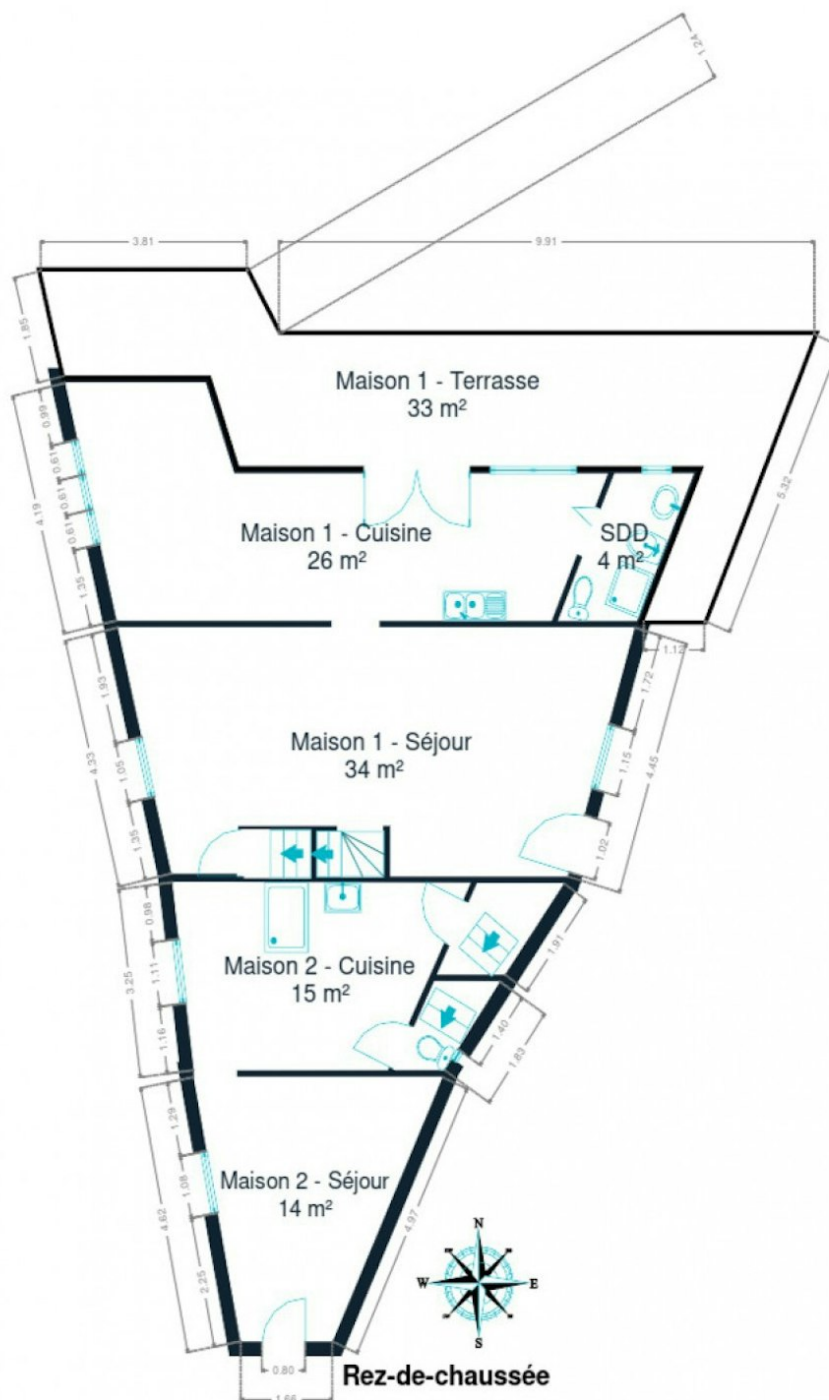 1.24
3.81
9.91
1.85
Maison 1 - Terrasse
33 m²
0.99
0.61
0.61
0.61
4.19
1.35
5.32
Maison 1 - Cuisine
26 m²
SDD
4 m²
1.12
1.93
1.72
4.33
1.05
1.35
Maison 1 - Séjour
34 m²
1.15
4.45
1.02
0.98
3.25
1.11
1.16
Maison 2 - Cuisine
15 m²
1.91
1.40
1.83
1.29
1.08
4.62
2.25
Maison 2 - Séjour
14 m²
4.97
N
W
E
S
0.80
1.66
Rez-de-chaussée